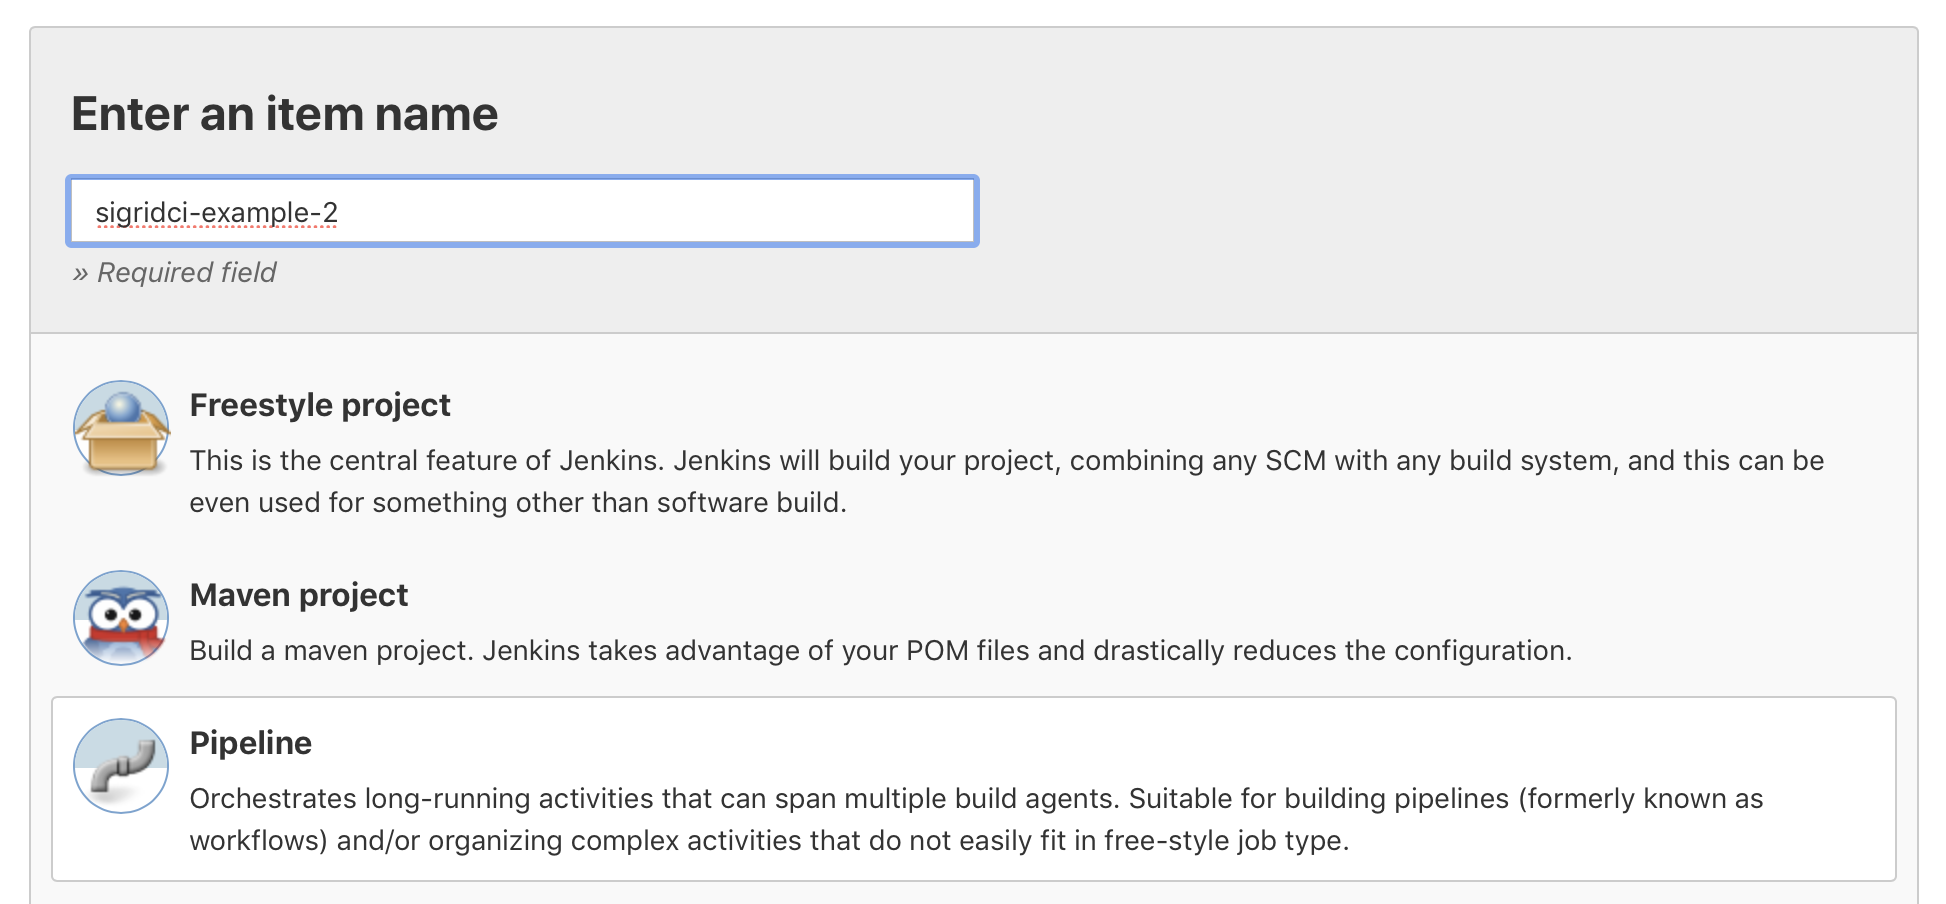 Enter an item name
sigridci-example-2
» Required field
Freestyle project
This is the central feature of Jenkins. Jenkins will build your project, combining any SCM with any build system, and this can be
even used for something other than software build.
Maven project
Build a maven project. Jenkins takes advantage of your POM files and drastically reduces the configuration.
Pipeline
Orchestrates long-running activities that can span multiple build agents. Suitable for building pipelines (formerly known as
workflows) and/or organizing complex activities that do not easily fit in free-style job type.